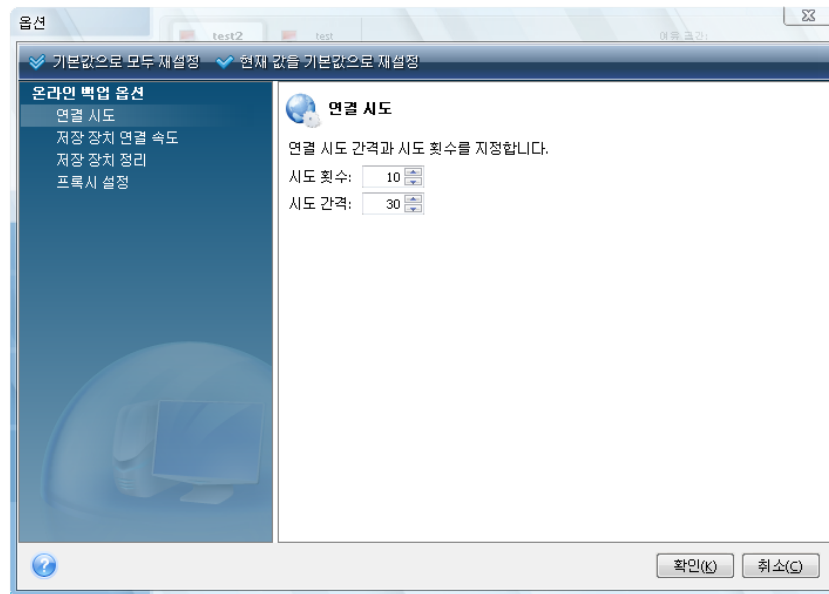 옵션
test2
test
여유 공간:
기본값으로 모두 재설정
현재 값을 기본값으로 재설정
온라인 백업 옵션
연결 시도
저장 장치 연결 속도
저장 장치 정리
프록시 설정
연결 시도
연결 시도 간격과 시도 횟수를 지정합니다.
시도 횟수: 10
시도 간격: 30
확인(K)
취소(C)